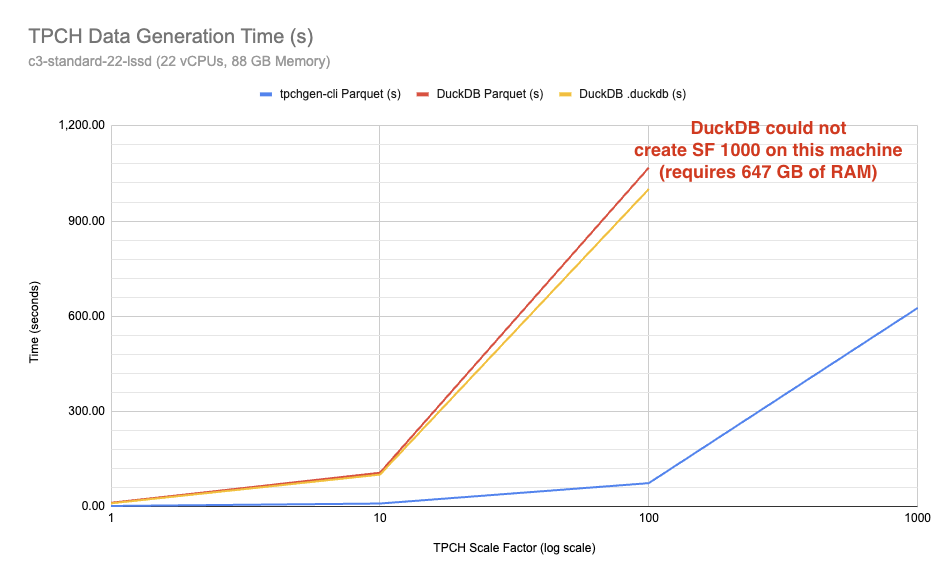 TPCH Data Generation Time (s)
c3-standard-22-lssd (22 vCPUs, 88 GB Memory)
tpchgen-cli Parquet (s) DuckDB Parquet (s) DuckDB .duckdb (s)
DuckDB could not
create SF 1000 on this machine
(requires 647 GB of RAM)
1,200.00
900.00
600.00
300.00
0.00
Time (seconds)
1 10 100 1000
TPCH Scale Factor (log scale)